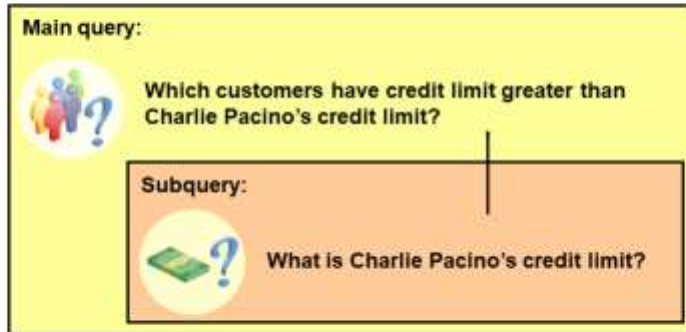 Main query:
Which customers have credit limit greater than
Charlie Pacino's credit limit?
Subquery:
What is Charlie Pacino's credit limit?